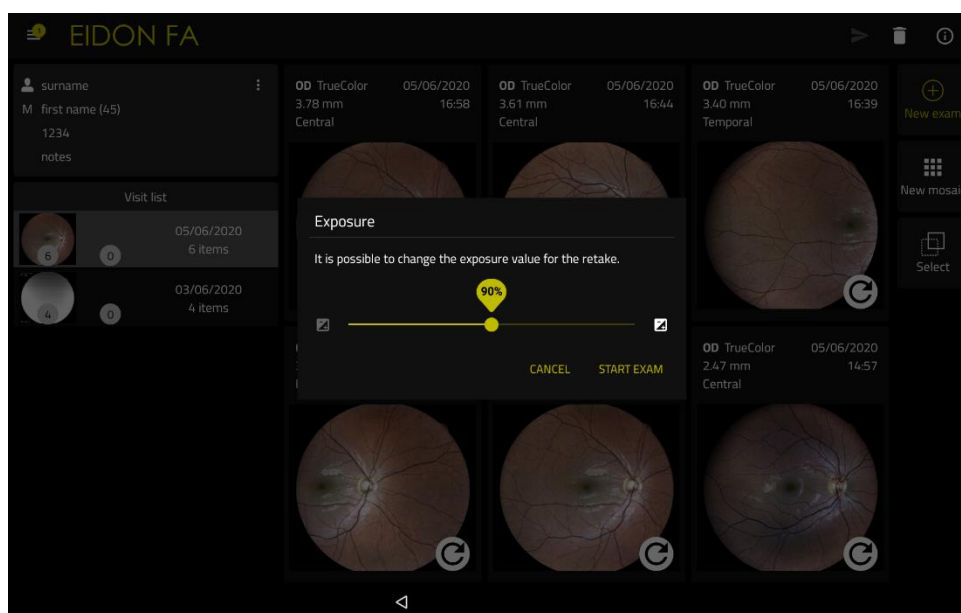 1
EIDON FA
surname
M first name (45)
1234
notes
Visit list
6
0
05/06/2020
6 items
4
0
03/06/2020
4 items
OD TrueColor 05/06/2020
3.78 mm 16:58
Central
OD TrueColor 05/06/2020
3.61 mm 16:44
Central
OD TrueColor 05/06/2020
3.40 mm 16:39
Temporal
New exam
New mosai
Select
Exposure
It is possible to change the exposure value for the retake.
90%
CANCEL START EXAM
OD TrueColor 05/06/2020
2.47 mm 14:57
Central